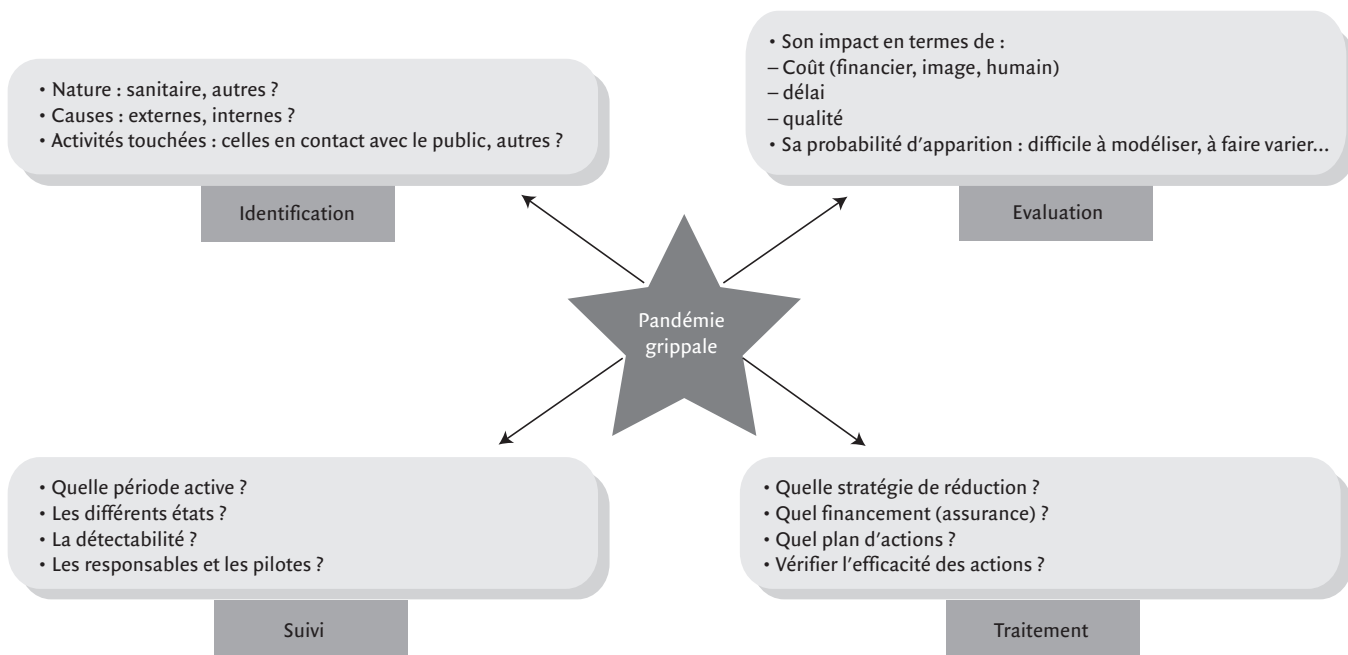 • Nature : sanitaire, autres ?
• Causes : externes, internes ?
• Activités touchées : celles en contact avec le public, autres ?
Identification
• Son impact en termes de :
– Coût (financier, image, humain)
– délai
– qualité
• Sa probabilité d'apparition : difficile à modéliser, à faire varier...
Evaluation
Pandémie
grippale
• Quelle période active ?
• Les différents états ?
• La détectabilité ?
• Les responsables et les pilotes ?
Suivi
• Quelle stratégie de réduction ?
• Quel financement (assurance) ?
• Quel plan d'actions ?
• Vérifier l'efficacité des actions ?
Traitement